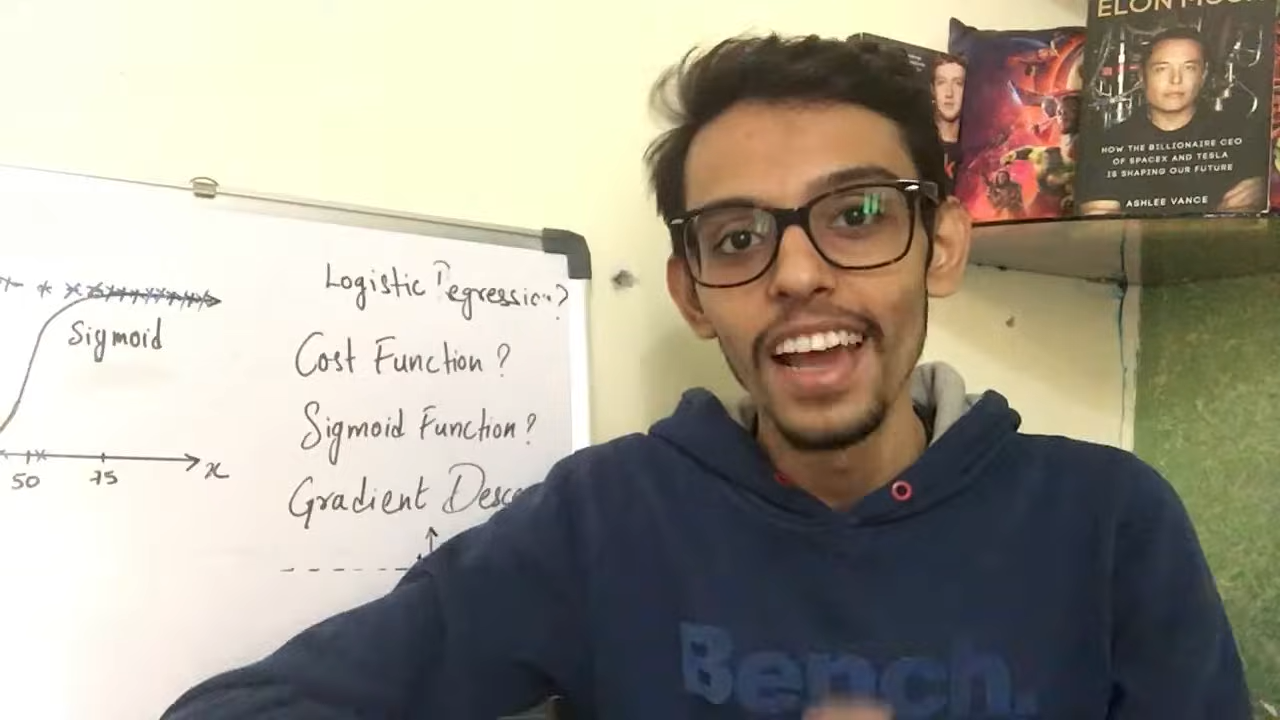 Logistic Regression?
Cost Function ?
Sigmoid Function ?
Gradient
Sigmoid
50
75
x
ELON
HOW THE BILLIONAIRE CEO
OF SPACEX AND TESLA
IS SHAPING OUR FUTURE
ASHLEE VANCE
Bench.